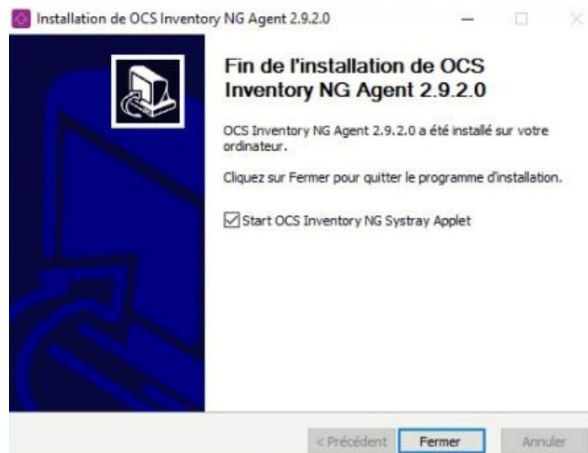 Installation de OCS Inventory NG Agent 2.9.2.0
Fin de l'installation de OCS
Inventory NG Agent 2.9.2.0
OCS Inventory NG Agent 2.9.2.0 a été installé sur votre
ordinateur.
Cliquez sur Fermer pour quitter le programme d'installation.
Start OCS Inventory NG Systray Applet
< Précédent
Fermer
Annuler